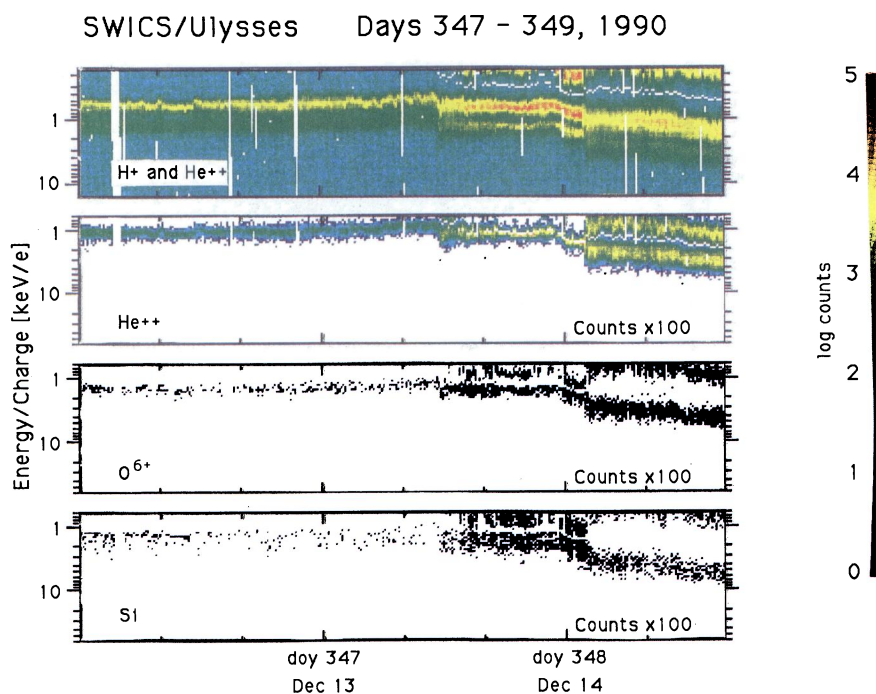 SWICS/Ulysses Days 347 - 349, 1990
1
10
H+ and He++
1
10
He++
Counts x100
1
10
O6+
Counts x100
1
10
Si
Counts x100
Energy/Charge [keV/e]
doy 347
Dec 13
doy 348
Dec 14
5
4
3
2
1
0
log counts